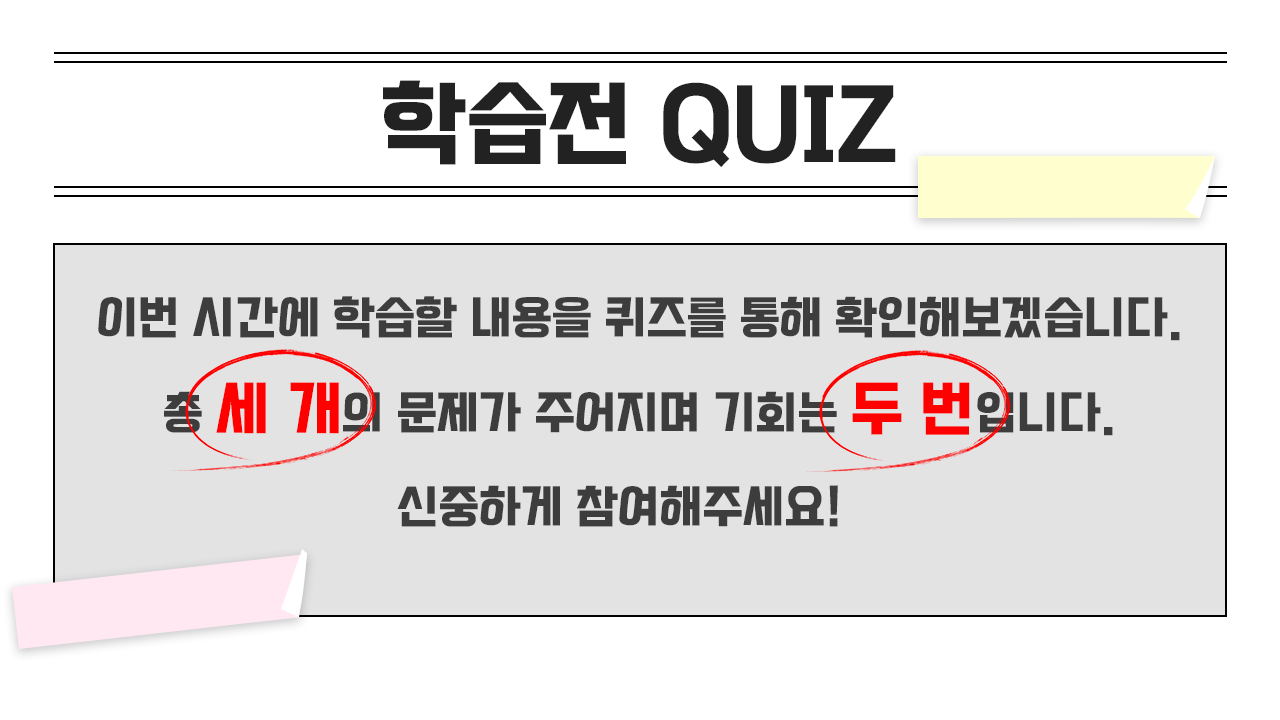 학습전 QUIZ
이번 시간에 학습할 내용을 퀴즈를 통해 확인해보겠습니다.
총 세 개의 문제가 주어지며 기회는 두 번입니다.
신중하게 참여해주세요!